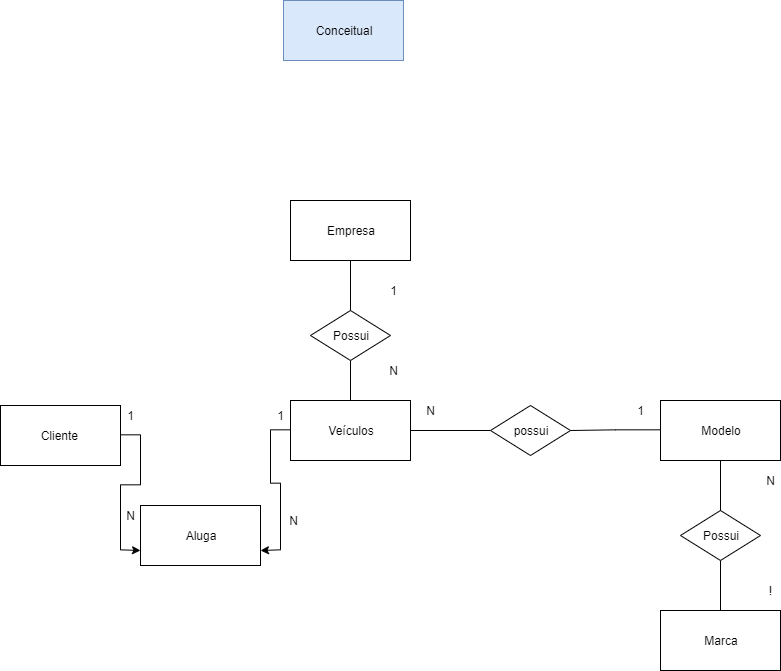 Conceitual
Empresa
1
Possui
N
Cliente
1
1
Veículos
N
possui
1
Modelo
N
N
Aluga
N
Possui
!
Marca